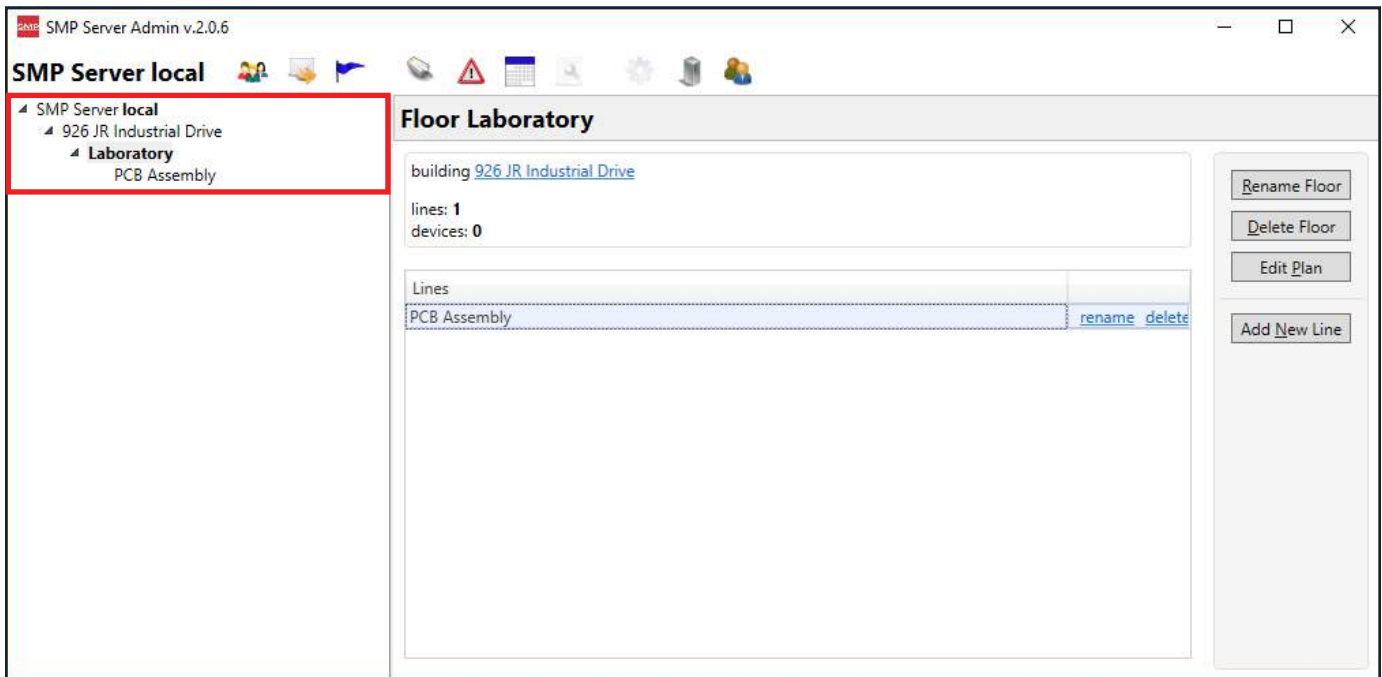 SMP SMP Server Admin v.2.0.6
SMP Server local
SMP Server local
926 JR Industrial Drive
Laboratory
PCB Assembly
Floor Laboratory
building 926 JR Industrial Drive
lines: 1
devices: 0
Lines
PCB Assembly rename delete
Rename Floor
Delete Floor
Edit Plan
Add New Line